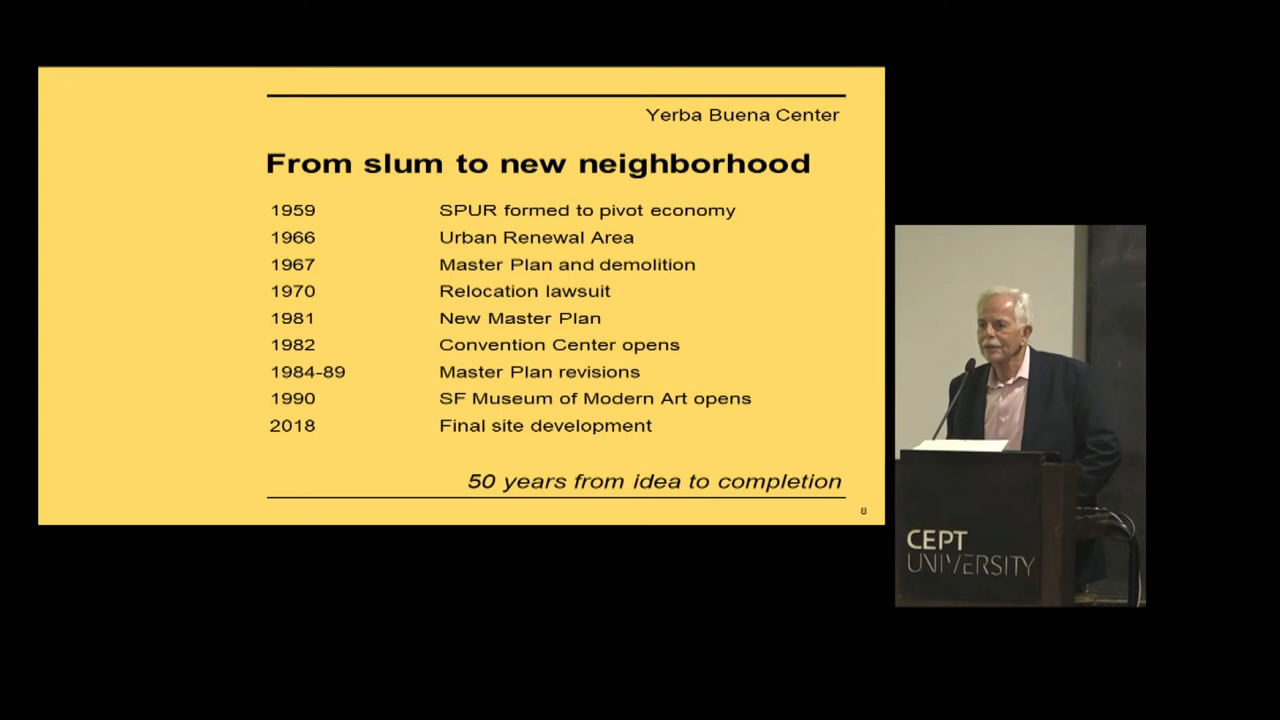 Yerba Buena Center
From slum to new neighborhood
1959 SPUR formed to pivot economy
1966 Urban Renewal Area
1967 Master Plan and demolition
1970 Relocation lawsuit
1981 New Master Plan
1982 Convention Center opens
1984-89 Master Plan revisions
1990 SF Museum of Modern Art opens
2018 Final site development
50 years from idea to completion
8
CEPT
UNIVERSITY